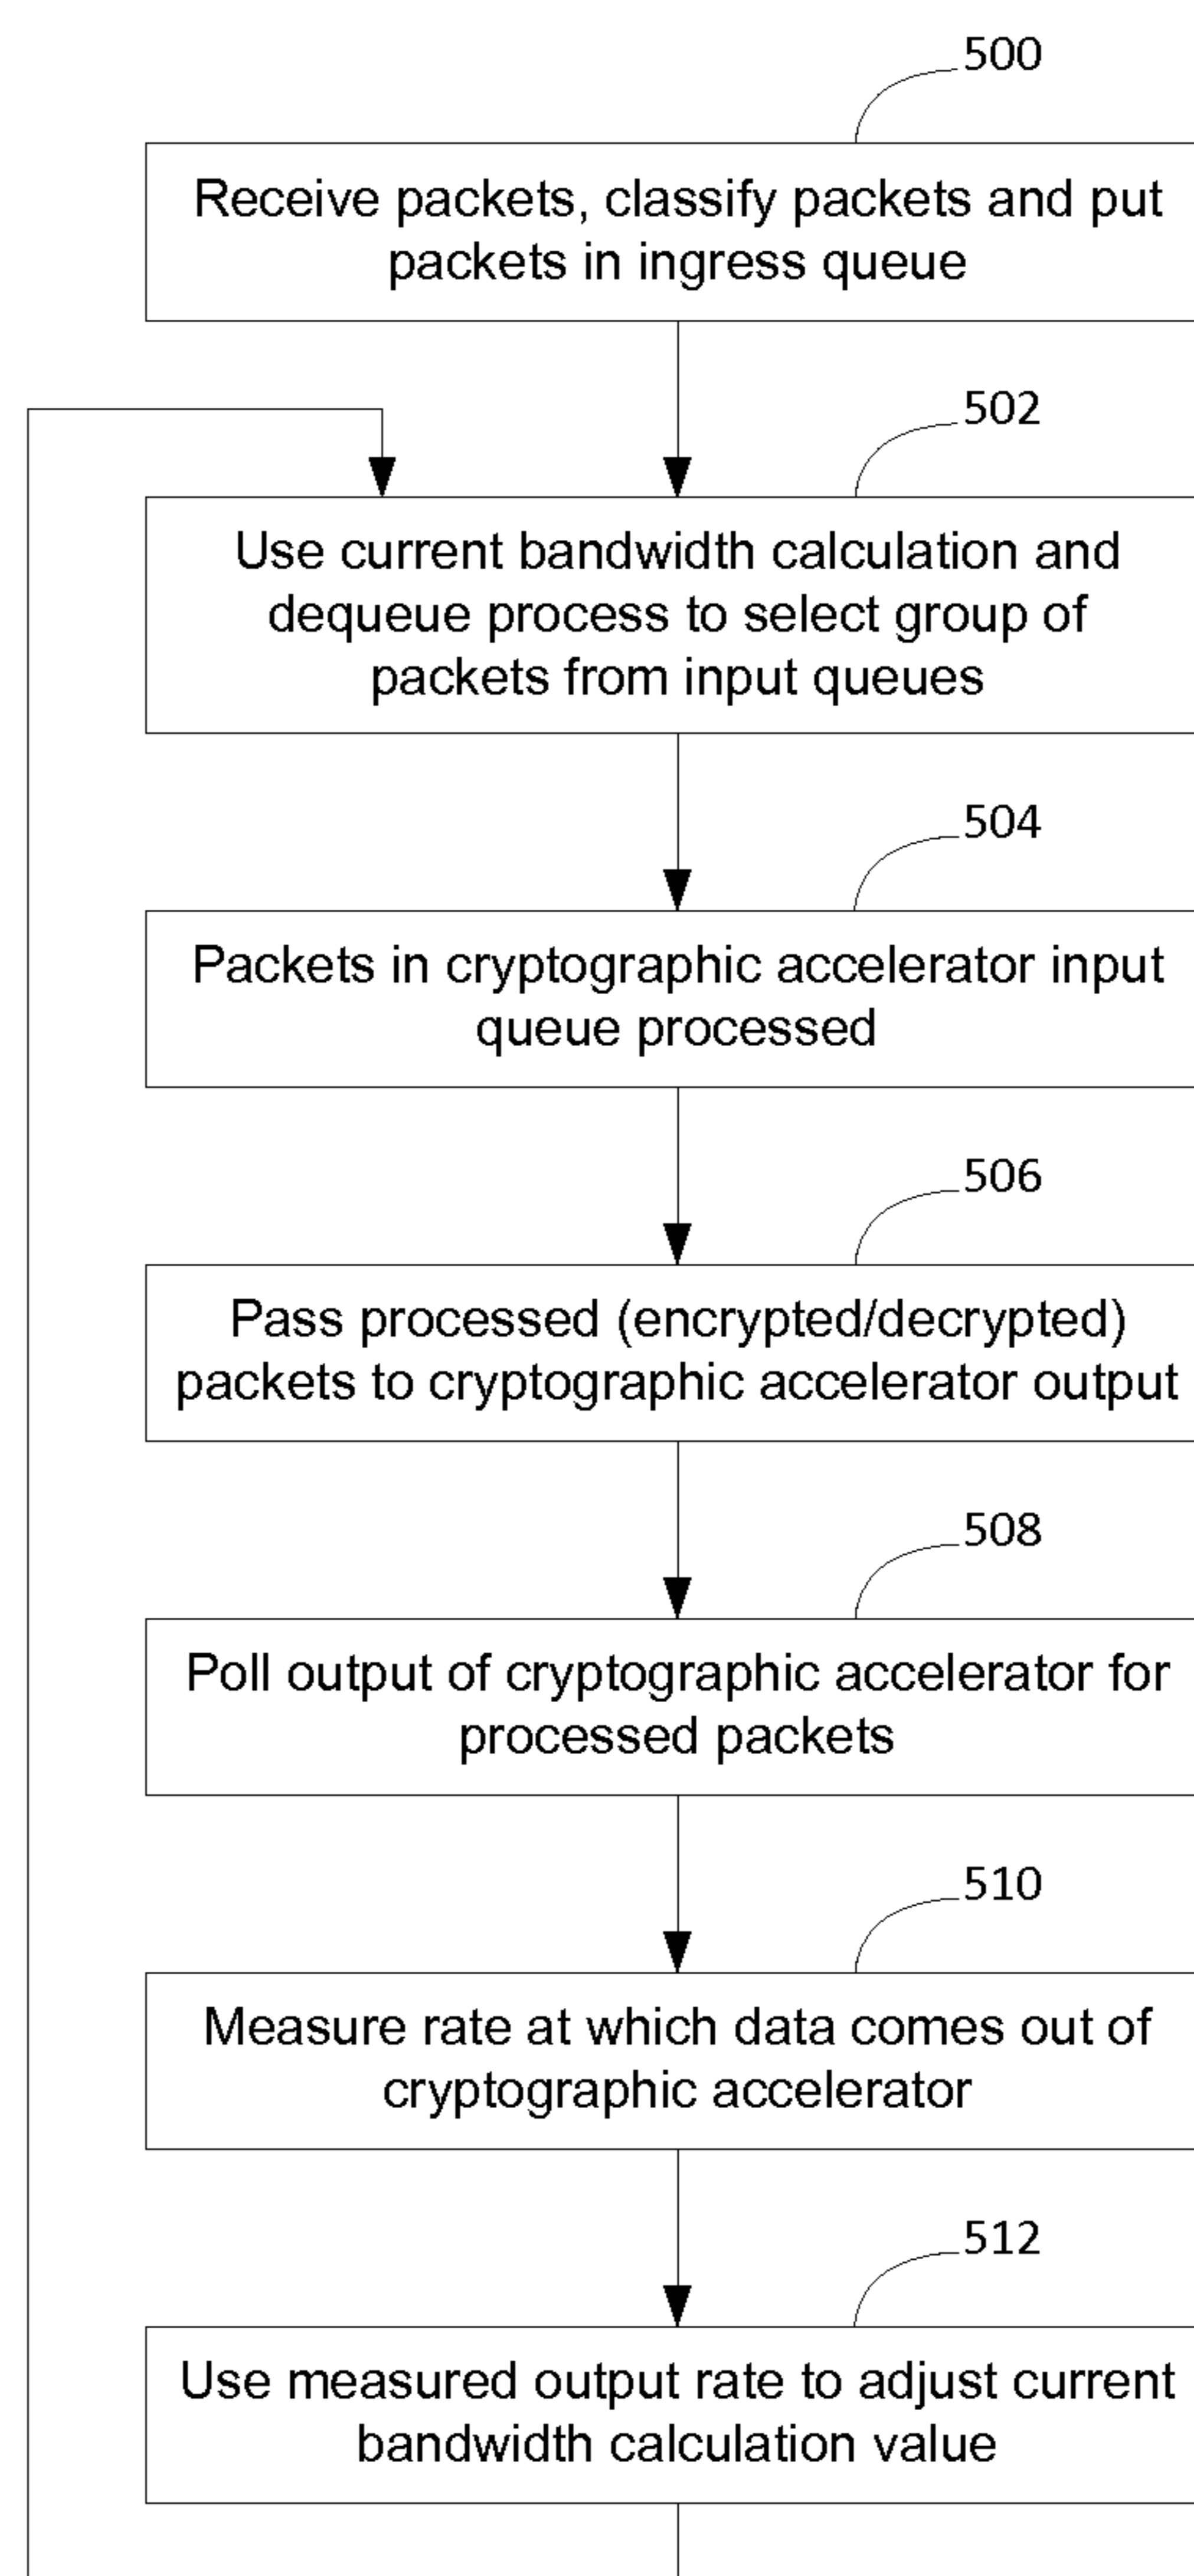 500
Receive packets, classify packets and put
packets in ingress queue
502
Use current bandwidth calculation and
dequeue process to select group of
packets from input queues
504
Packets in cryptographic accelerator input
queue processed
506
Pass processed (encrypted/decrypted)
packets to cryptographic accelerator output
508
Poll output of cryptographic accelerator for
processed packets
510
Measure rate at which data comes out of
cryptographic accelerator
512
Use measured output rate to adjust current
bandwidth calculation value